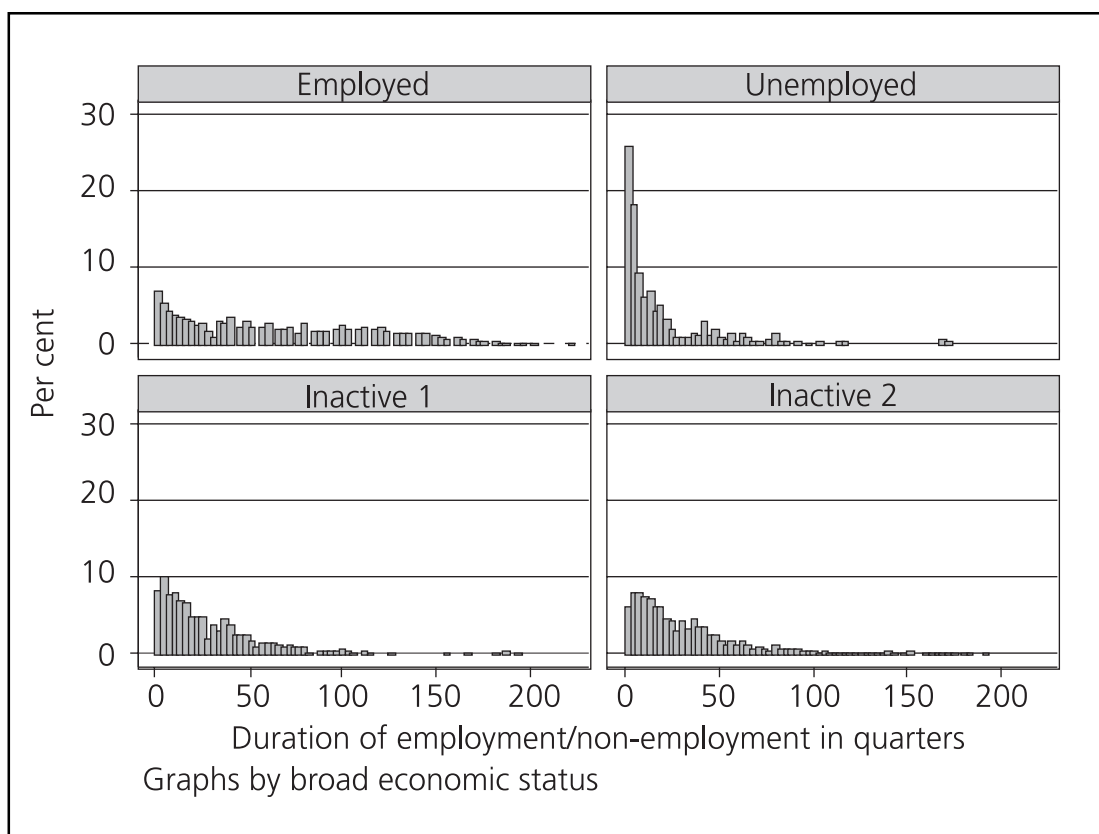 Employed
Unemployed
30
20
10
0
Per cent
Inactive 1
Inactive 2
30
20
10
0
0 50 100 150 200
0 50 100 150 200
Duration of employment/non-employment in quarters
Graphs by broad economic status